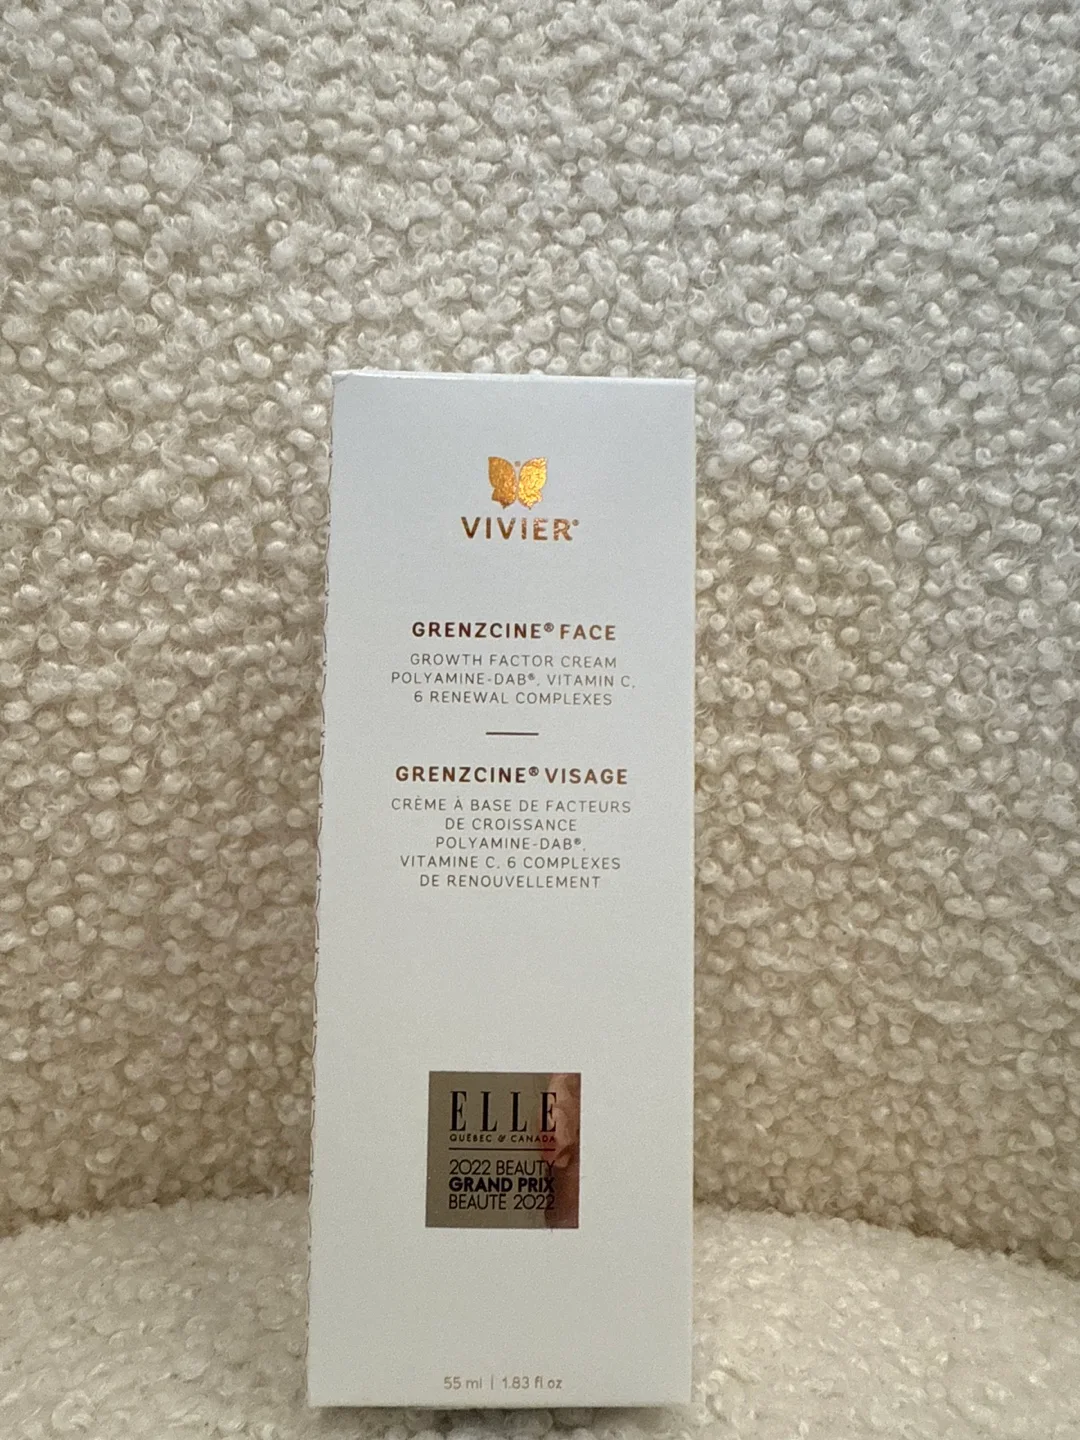 VIVIER®
GRENZCINE® FACE
GROWTH FACTOR CREAM
POLYAMINE-DAB®, VITAMIN C,
6 RENEWAL COMPLEXES
GRENZCINE® VISAGE
CRÈME À BASE DE FACTEURS
DE CROISSANCE
POLYAMINE-DAB®,
VITAMINE C, 6 COMPLEXES
DE RENOUVELLEMENT
ELLE
QUÉBEC & CANADA
2022 BEAUTY
GRAND PRIX
BEAUTÉ 2022
55 ml | 1.83 fl oz